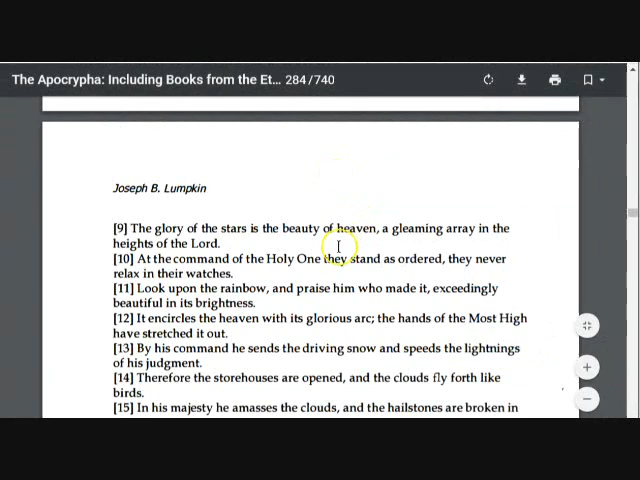 The Apocrypha: Including Books from the Et... 284/740
Joseph B. Lumpkin
[9] The glory of the stars is the beauty of heaven, a gleaming array in the
heights of the Lord.
[10] At the command of the Holy One they stand as ordered, they never
relax in their watches.
[11] Look upon the rainbow, and praise him who made it, exceedingly
beautiful in its brightness.
[12] It encircles the heaven with its glorious arc; the hands of the Most High
have stretched it out.
[13] By his command he sends the driving snow and speeds the lightnings
of his judgment.
[14] Therefore the storehouses are opened, and the clouds fly forth like
birds.
[15] In his majesty he amasses the clouds, and the hailstones are broken in